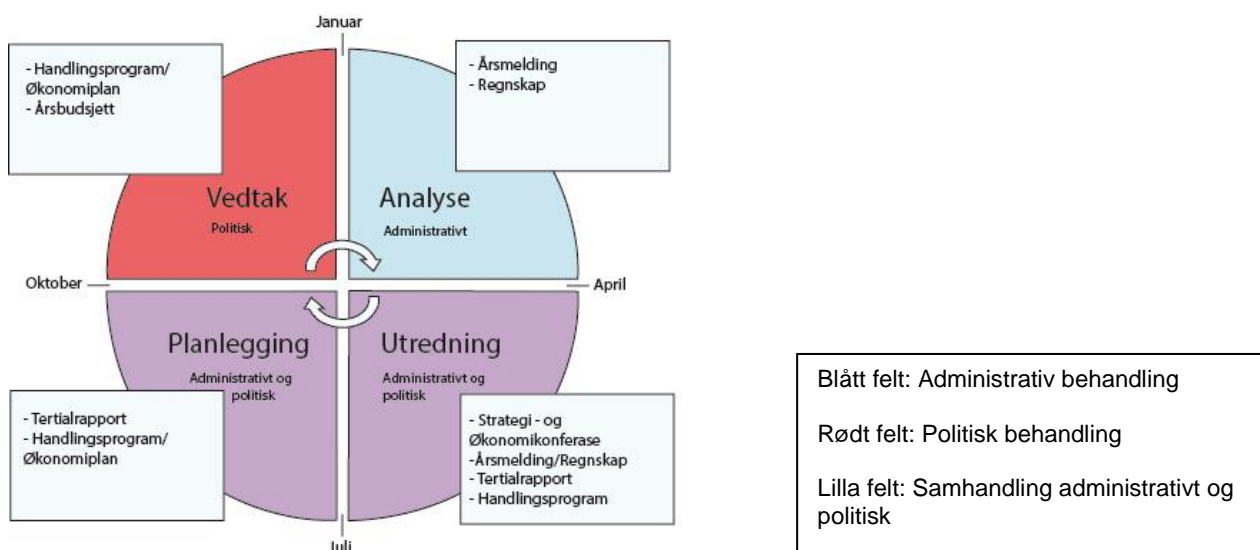 Januar
- Handlingsprogram/
Økonomiplan
- Årsbudsjett
- Årsmelding
- Regnskap
Vedtak
Politisk
Analyse
Administrativt
Oktober
April
Planlegging
Administrativt og
politisk
Utredning
Administrativt og
politisk
- Tertialrapport
- Handlingsprogram/
Økonomiplan
- Strategi - og
Økonomikonferase
-Årsmelding/Regnskap
- Tertialrapport
- Handlingsprogram
Juli
Blått felt: Administrativ behandling
Rødt felt: Politisk behandling
Lilla felt: Samhandling administrativt og
politisk